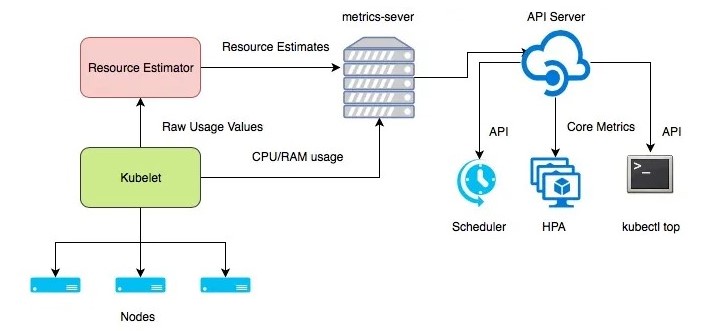 metrics-sever
API Server
Resource Estimates
Resource Estimator
Raw Usage Values
API
Core Metrics
API
CPU/RAM usage
Kubelet
>_
Scheduler
HPA
kubectl top
Nodes